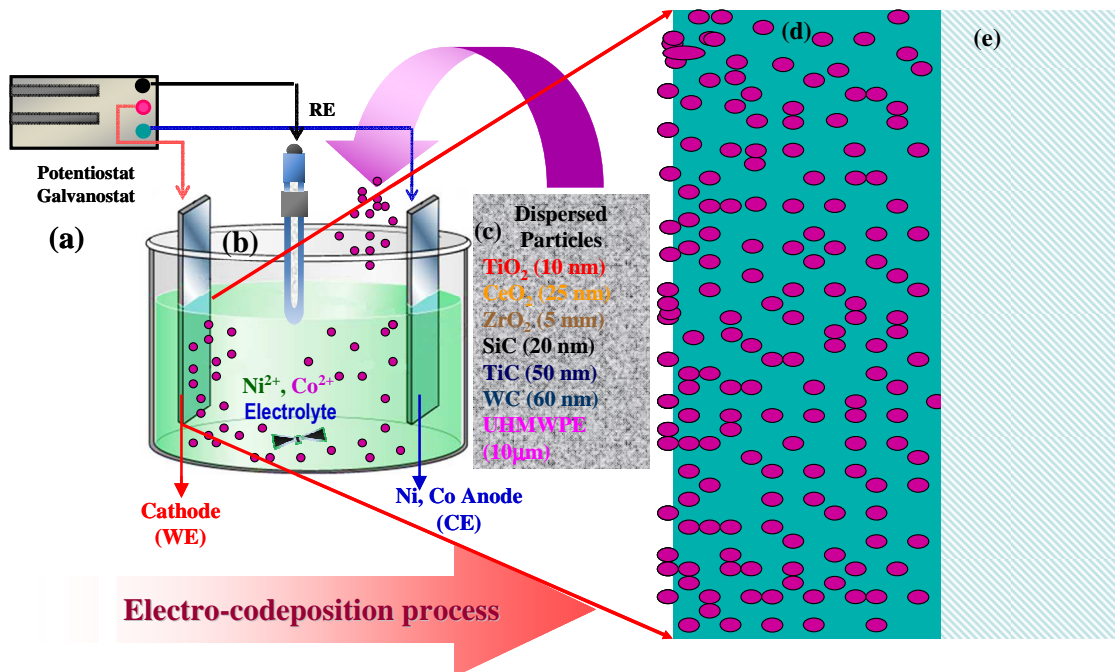 (d)
(e)
RE
Potentiostat
Galvanostat
(a)
(b)
(c)
Dispersed
Particles
TiO₂ (10 nm)
CeO₂ (25 nm)
ZrO₂ (5 mm)
SiC (20 nm)
TiC (50 nm)
WC (60 nm)
UHMWPE
(10μm)
Ni²⁺, Co²⁺
Electrolyte
Cathode
(WE)
Ni, Co Anode
(CE)
Electro-codeposition process